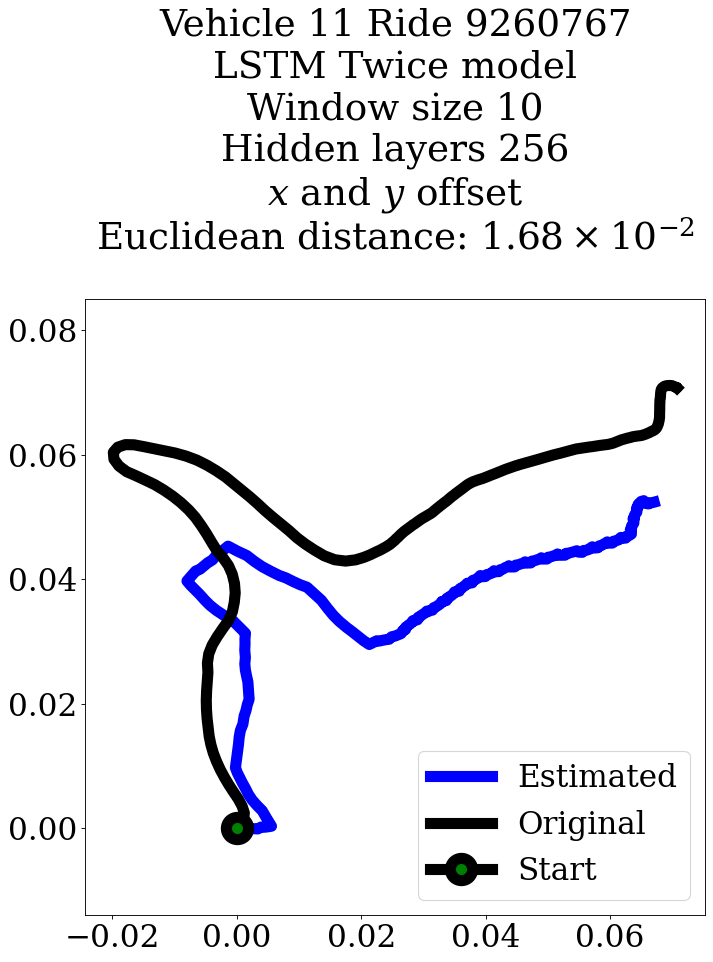 Vehicle 11 Ride 9260767
LSTM Twice model
Window size 10
Hidden layers 256
x and y offset
Euclidean distance: 1.68 × 10⁻²
0.08
0.06
0.04
0.02
0.00
Estimated
Original
Start
−0.02 0.00 0.02 0.04 0.06